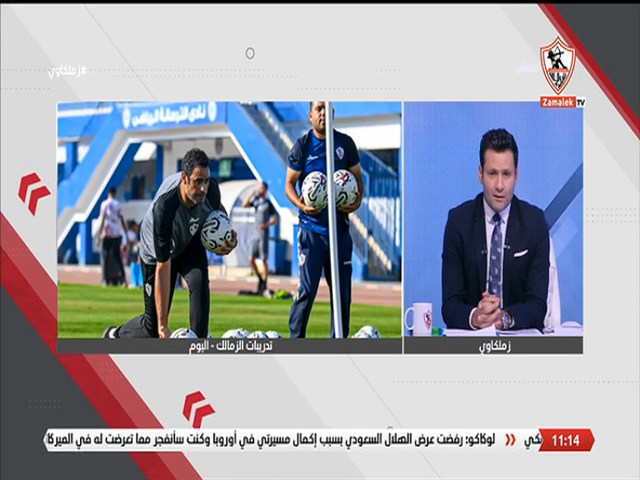 #زملكاوي
Zamalek TV
نادي الترسانة الرياضي
تدريبات الزمالك - اليوم
زملكاوي
لوكاكو: رفضت عرض الهلال السعودي بسبب إكمال مسيرتي في أوروبا وكنت سأنفجر مما تعرضت له في الميركا
11:14